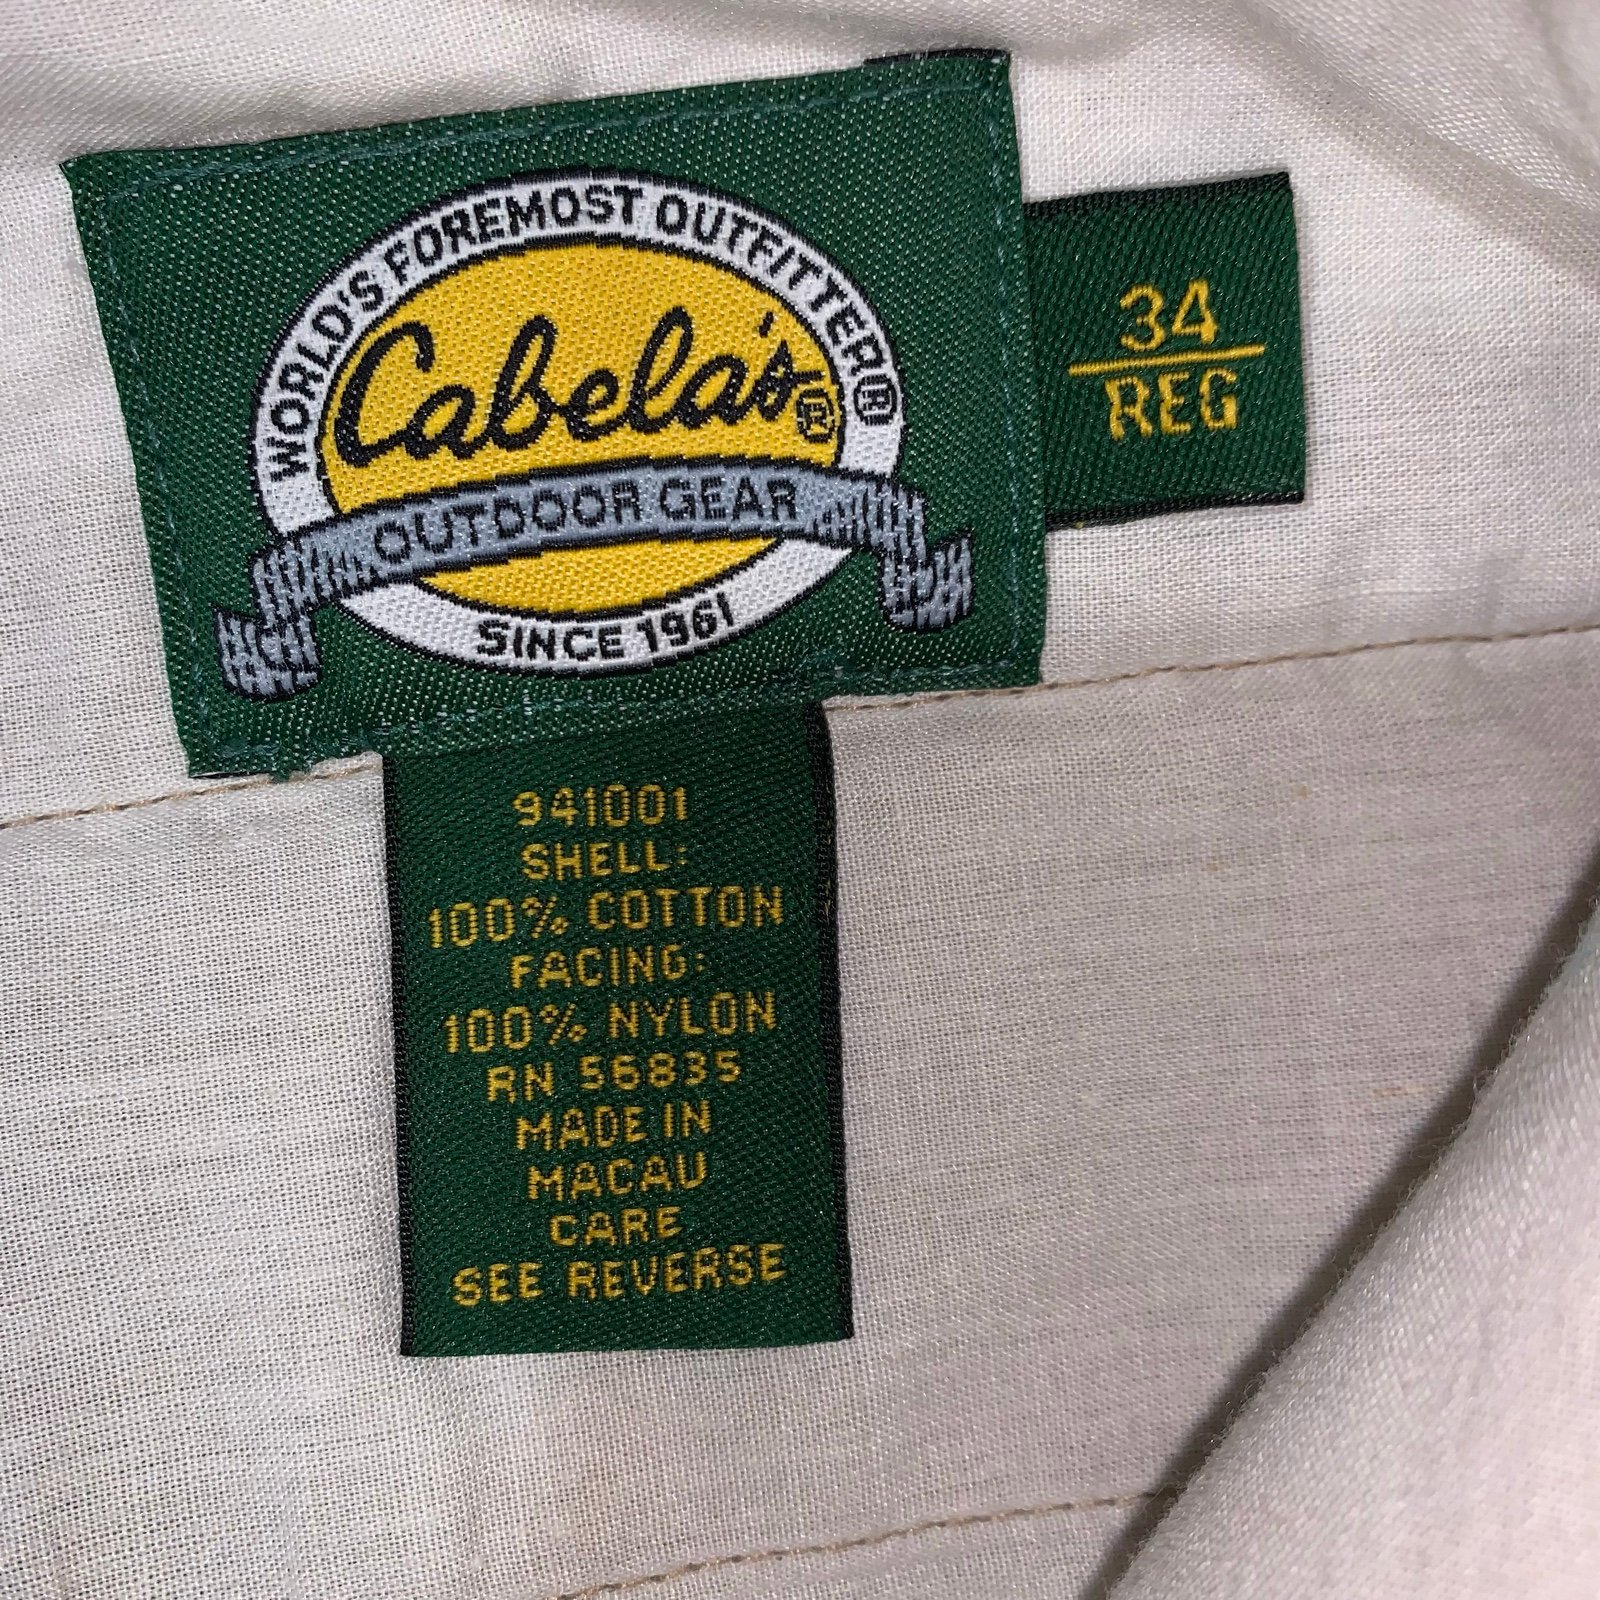 WORLD'S FOREMOST OUTFITTER®
Cabela's®
OUTDOOR GEAR
SINCE 1961
34
REG
941001
SHELL:
100% COTTON
FACING:
100% NYLON
RN 56835
MADE IN
MACAU
CARE
SEE REVERSE